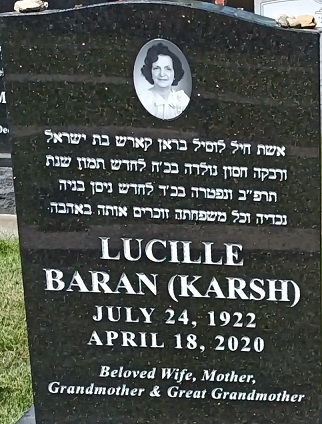 אשת חיל לוסיל בראן קארש בת ישראל
ורבקה חסון נולדה בכ״ח לחדש תמון שנת
תרפ״ב ונפטרה בכ״ד לחדש ניסן בניה
נכדיה וכל משפחתה זוכרים אותה באהבה
LUCILLE
BARAN (KARSH)
JULY 24, 1922
APRIL 18, 2020
Beloved Wife, Mother,
Grandmother & Great Grandmother